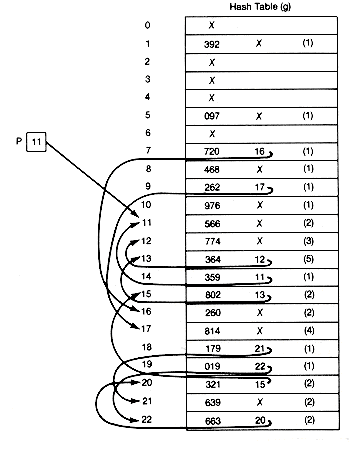 Hash Table (g)
0 X
1 392 X (1)
2 X
3 X
4 X
5 097 X (1)
6 X
P 11
7 720 16 (1)
8 468 X (1)
9 262 17 (1)
10 976 X (1)
11 566 X (2)
12 774 X (3)
13 364 12 (5)
14 359 11 (1)
15 802 13 (2)
16 260 X (2)
17 814 X (4)
18 179 21 (1)
19 019 22 (1)
20 321 15 (2)
21 639 X (2)
22 663 20 (2)